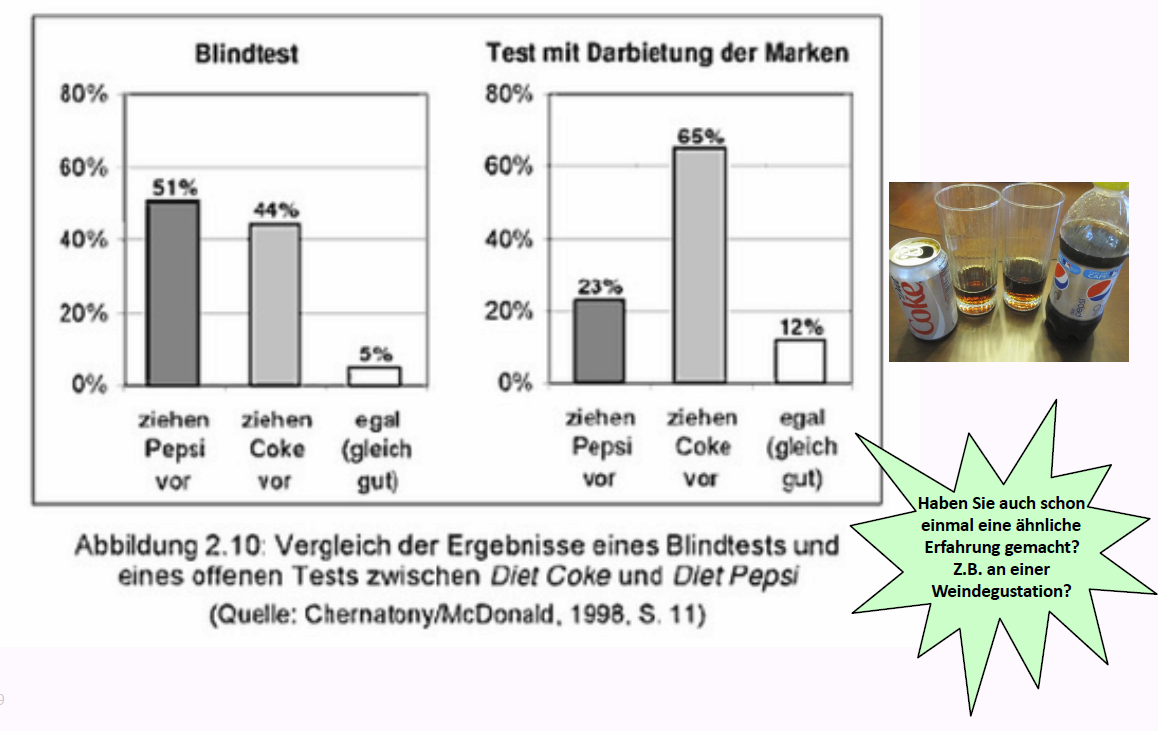 Blindtest
80%
60%
40%
20%
0%
51%
44%
5%
ziehen
Pepsi
vor
ziehen
Coke
vor
egal
(gleich
gut)
Test mit Darbietung der Marken
80%
60%
40%
20%
0%
23%
65%
12%
ziehen
Pepsi
vor
ziehen
Coke
vor
egal
(gleich
gut)
Coke
Haben Sie auch schon
einmal eine ähnliche
Erfahrung gemacht?
Z.B. an einer
Weindegustation?
Abbildung 2.10: Vergleich der Ergebnisse eines Blindtests und
eines offenen Tests zwischen Diet Coke und Diet Pepsi
(Quelle: Chernatony/McDonald, 1998, S. 11)
9